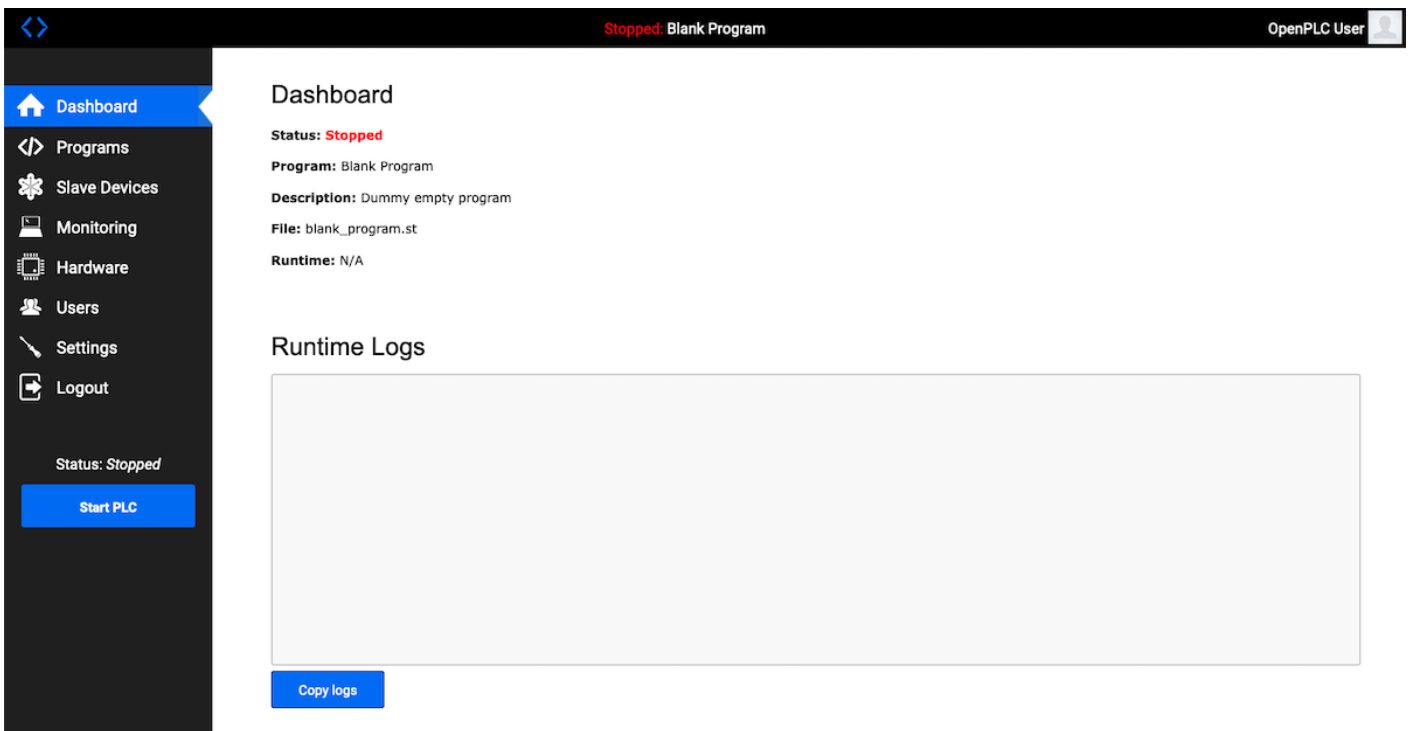 Stopped: Blank Program
OpenPLC User
Dashboard
Programs
Slave Devices
Monitoring
Hardware
Users
Settings
Logout
Status: Stopped
Start PLC
Dashboard
Status: Stopped
Program: Blank Program
Description: Dummy empty program
File: blank_program.st
Runtime: N/A
Runtime Logs
Copy logs